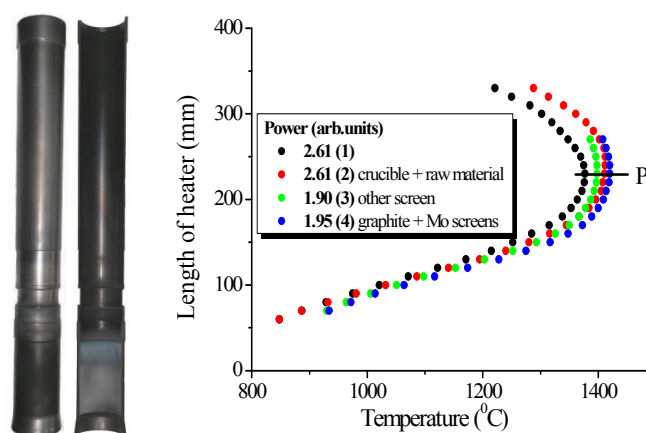 400
300
200
100
0
Length of heater (mm)
Power (arb.units)
2.61 (1)
2.61 (2) crucible + raw material
1.90 (3) other screen
1.95 (4) graphite + Mo screens
P
800 1000 1200 1400
Temperature (⁰C)